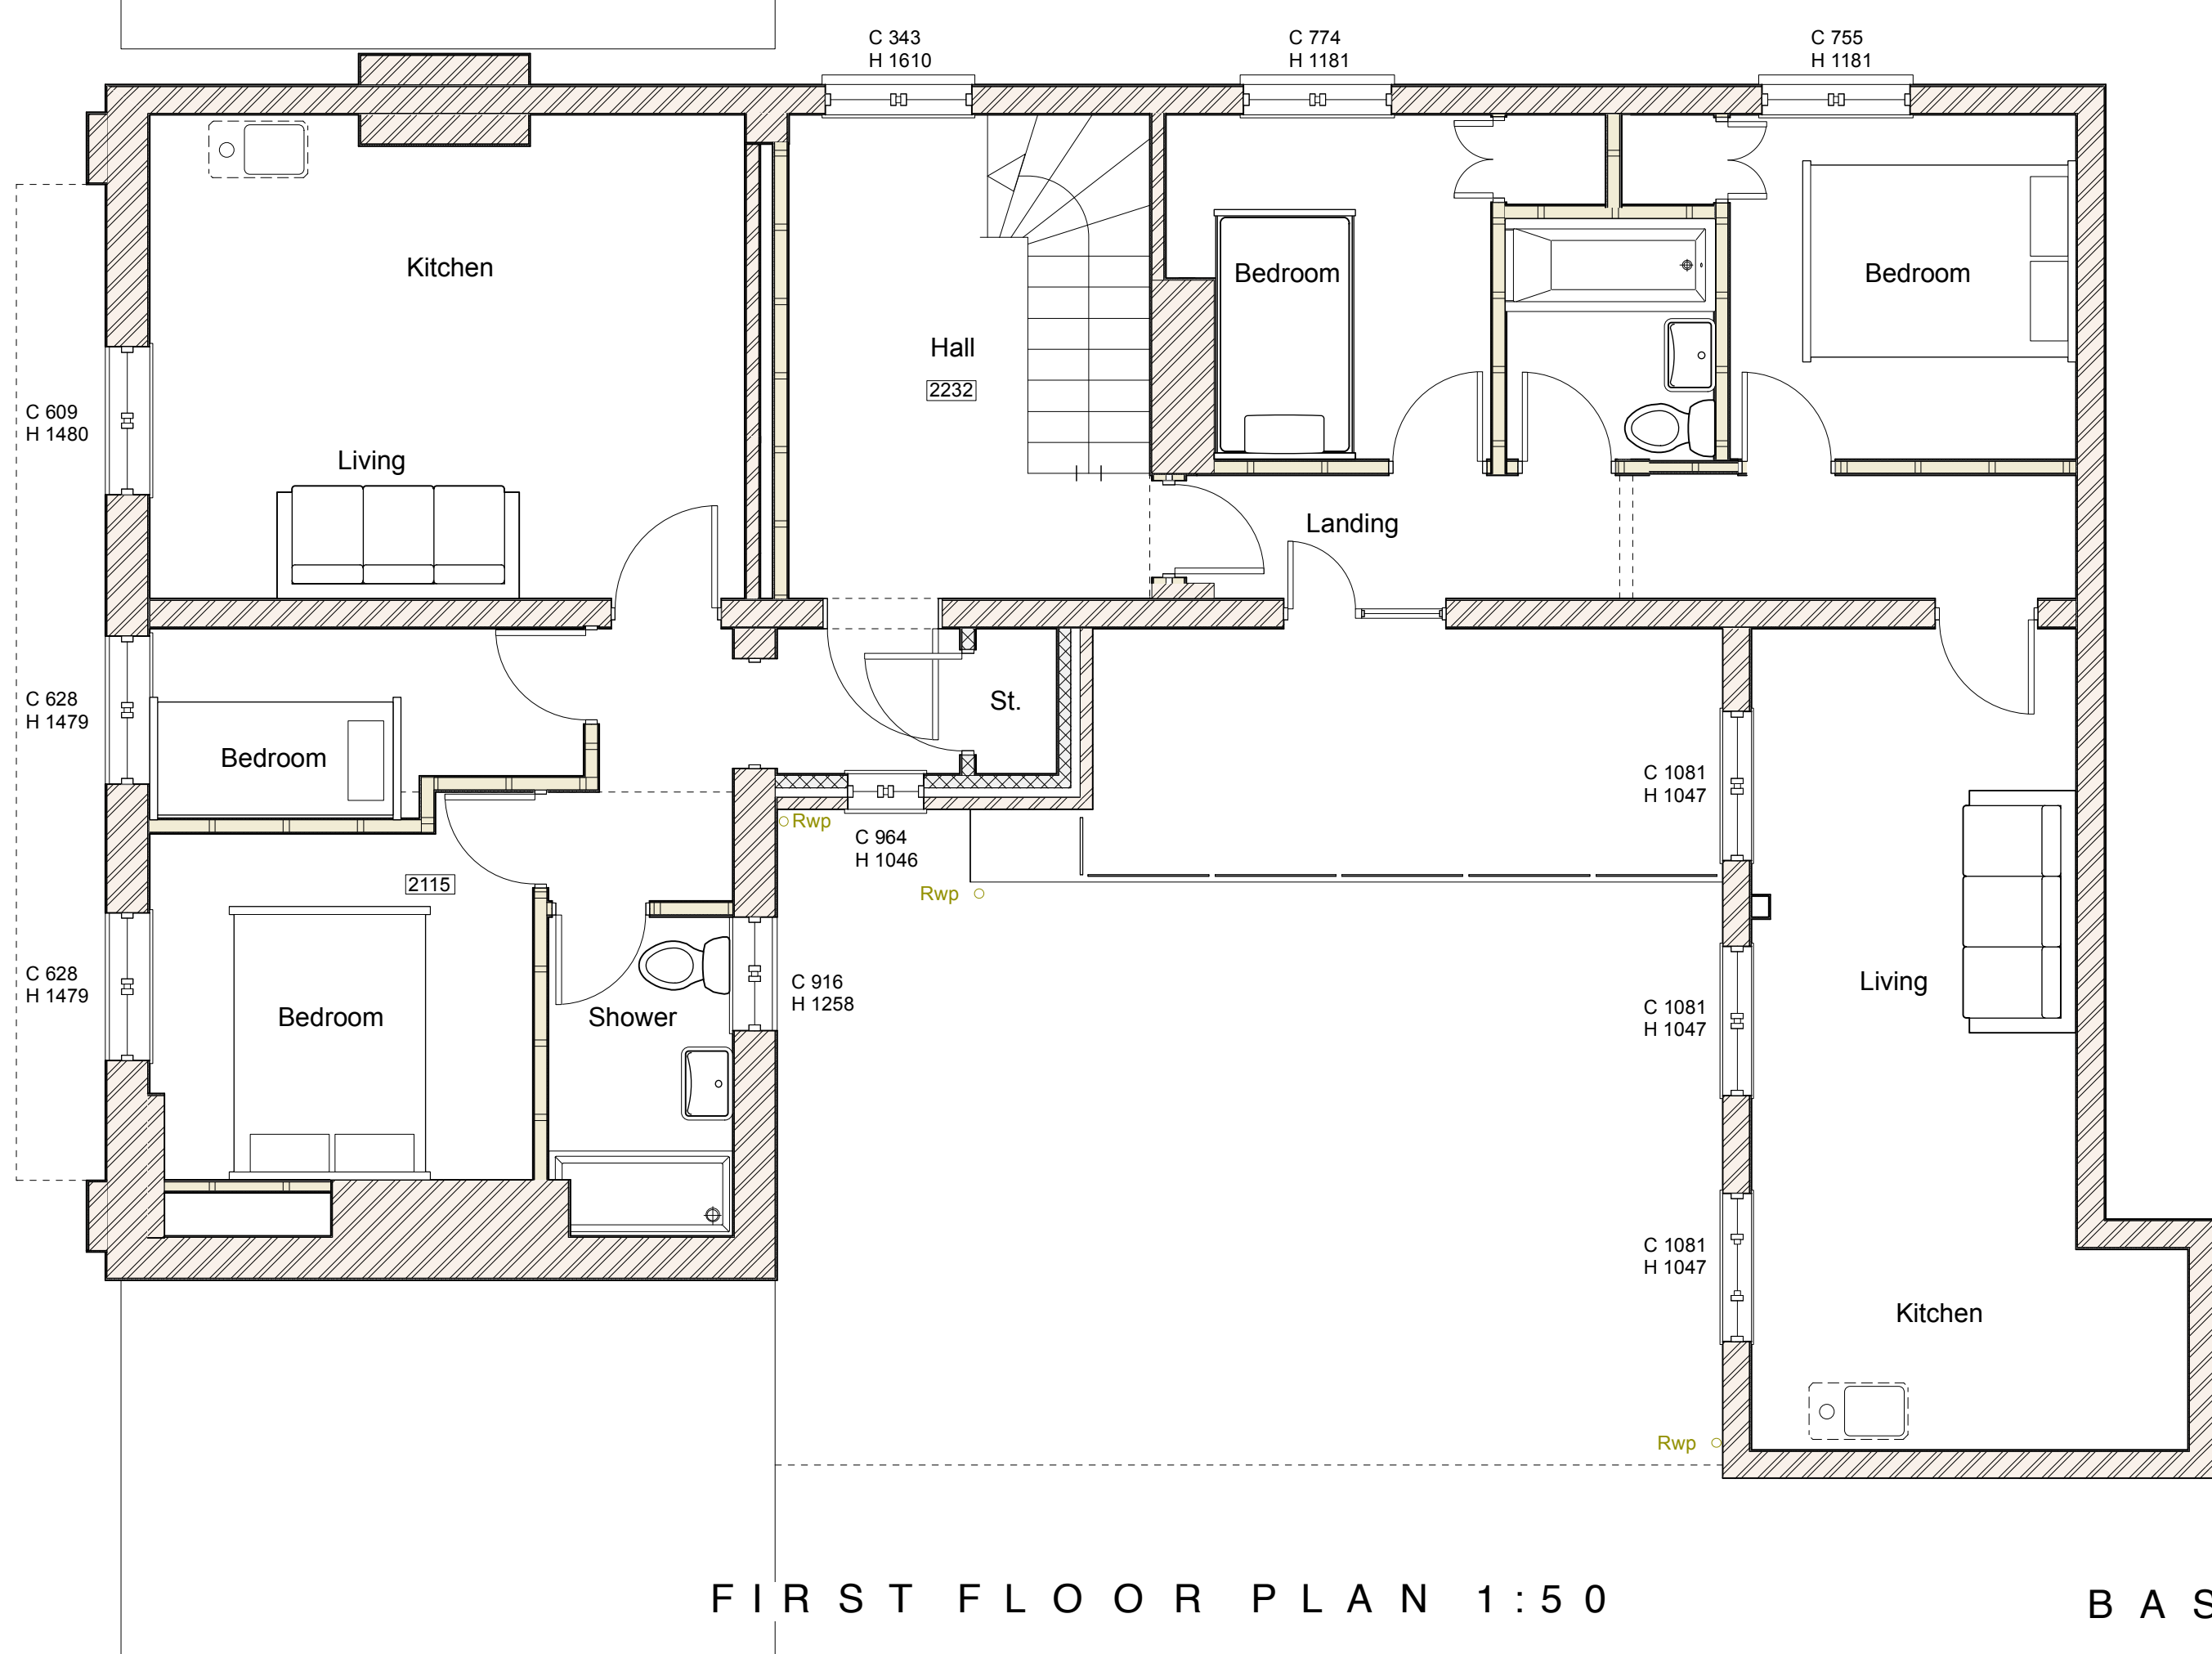 C 343
H 1610
C 774
H 1181
C 755
H 1181
Kitchen
Bedroom
Bedroom
Hall
2232
C 609
H 1480
Living
Landing
C 628
H 1479
St.
Bedroom
C 1081
H 1047
Rwp
C 964
H 1046
2115
Rwp
C 628
H 1479
C 916
H 1258
Living
Bedroom
Shower
C 1081
H 1047
C 1081
H 1047
Kitchen
Rwp
FIRST FLOOR PLAN 1:50
BAS